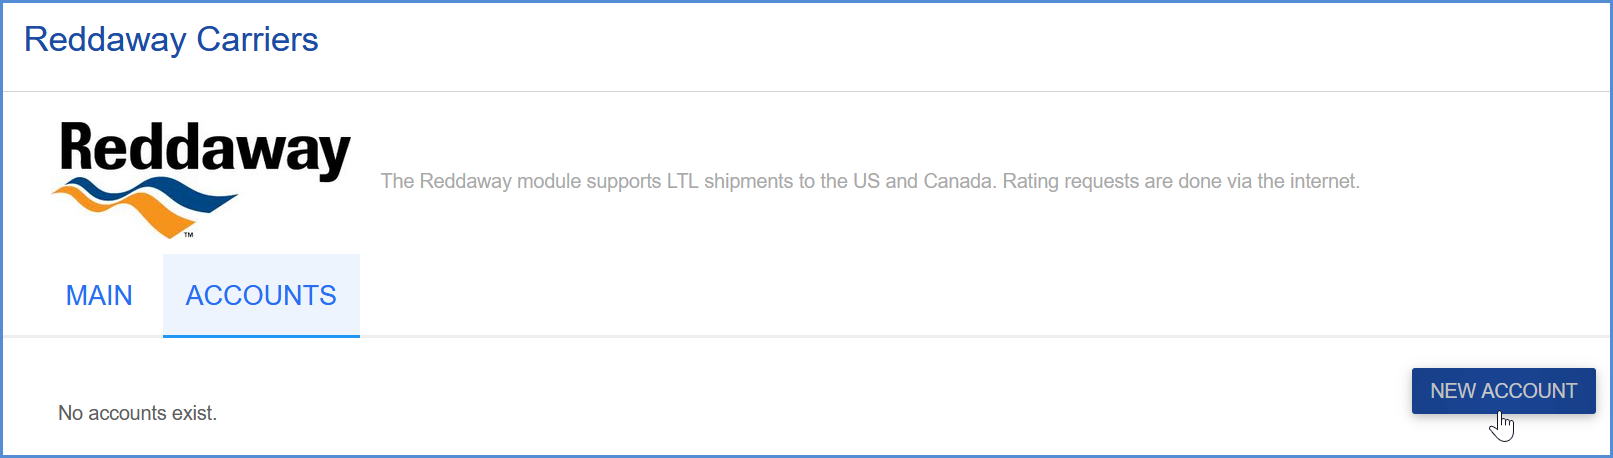 Reddaway Carriers
Reddaway
TM
The Reddaway module supports LTL shipments to the US and Canada. Rating requests are done via the internet.
MAIN
ACCOUNTS
NEW ACCOUNT
No accounts exist.